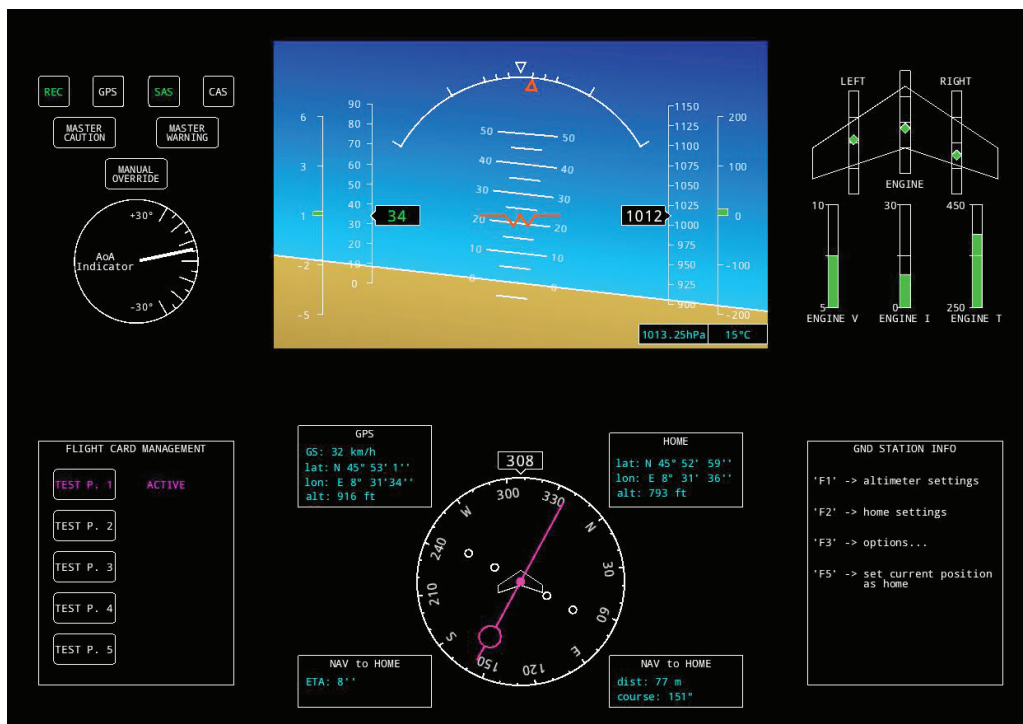 REC GPS SAS CAS
MASTER
CAUTION
MASTER
WARNING
MANUAL
OVERRIDE
+30°
AoA
Indicator
-30°
6
3
1
-2
-5
90
80
70
60
50
40
30
20
10
0
34
50 50
40 40
30 30
20 20
10 10
0 0
1012
1150
1125
1100
1075
1050
1025
1000
975
950
925
900
200
100
0
-100
-200
1013.25hPa 15°C
LEFT RIGHT
ENGINE
10 30 450
5 0 250
ENGINE V ENGINE I ENGINE T
FLIGHT CARD MANAGEMENT
TEST P. 1 ACTIVE
TEST P. 2
TEST P. 3
TEST P. 4
TEST P. 5
GPS
GS: 32 km/h
lat: N 45° 53' 1''
lon: E 8° 31'34''
alt: 916 ft
308
300 330 N 30 60 E 120 150 S 210 240 W
HOME
lat: N 45° 52' 59''
lon: E 8° 31' 36''
alt: 793 ft
NAV to HOME
ETA: 8''
NAV to HOME
dist: 77 m
course: 151°
GND STATION INFO
'F1' -> altimeter settings
'F2' -> home settings
'F3' -> options...
'F5' -> set current position
as home